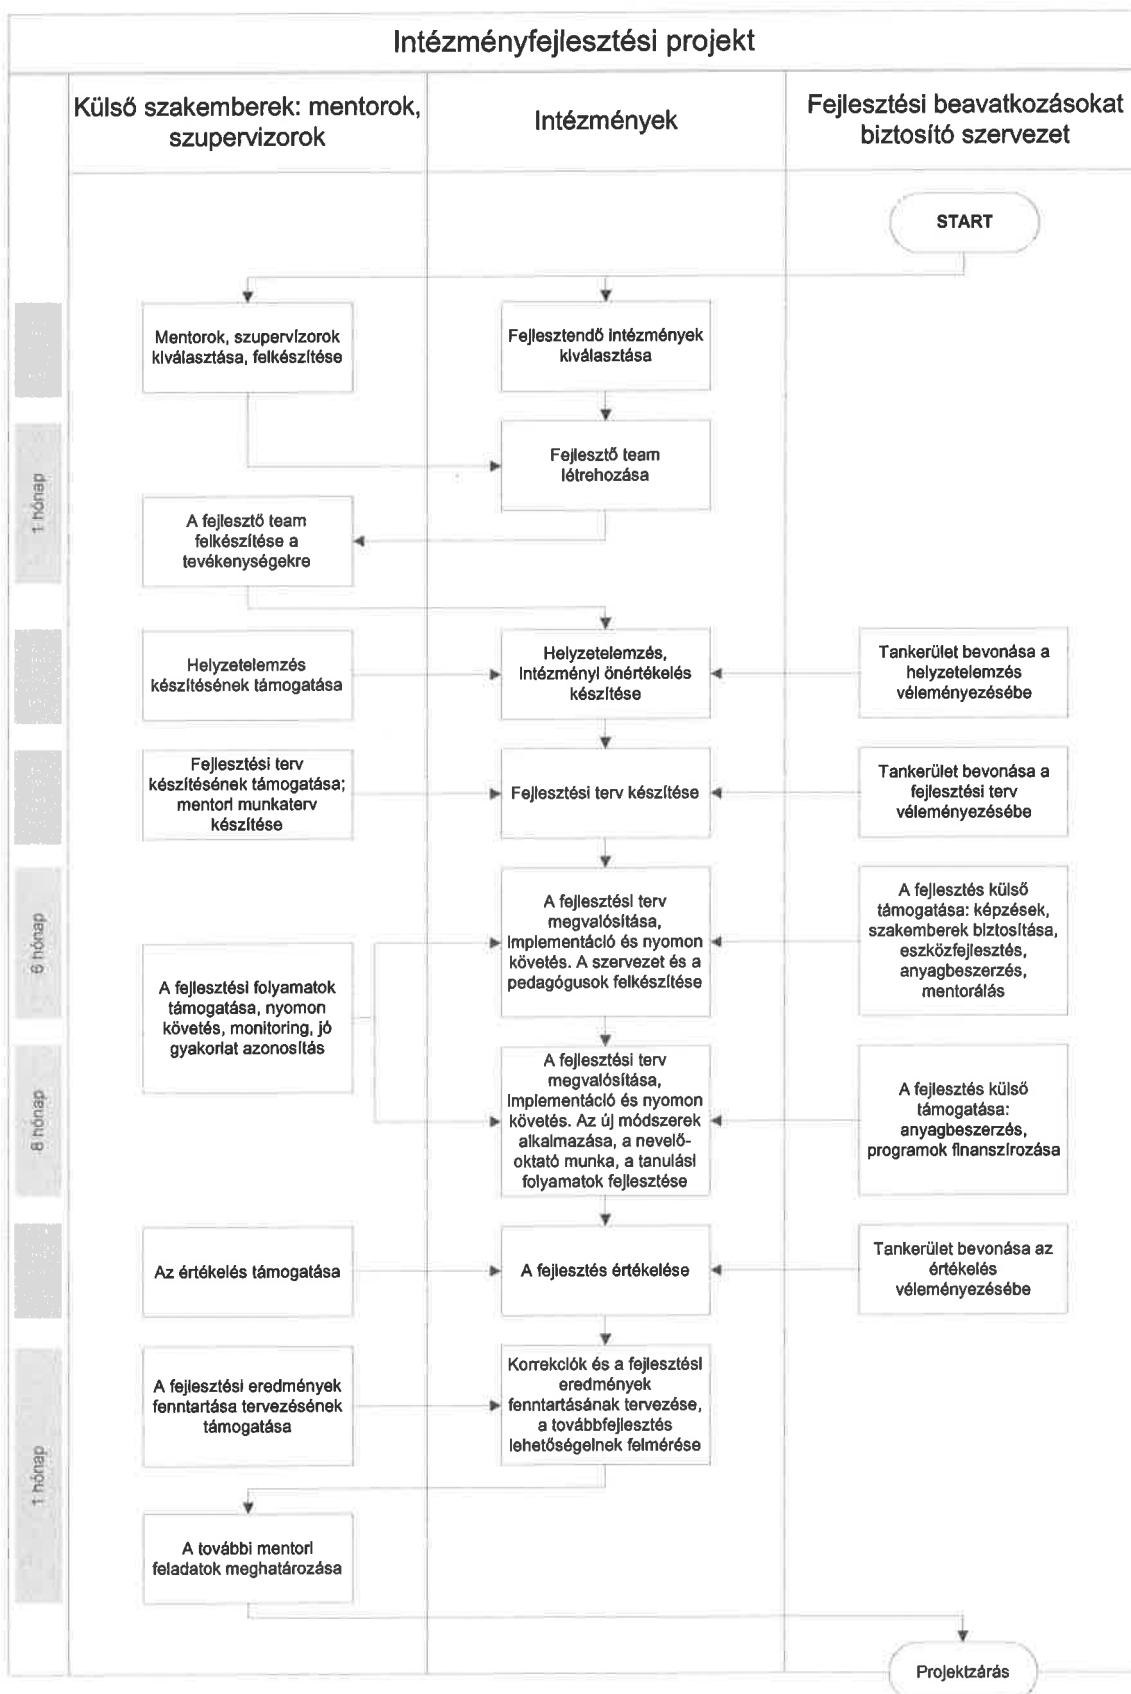 Intézményfejlesztési projekt
Külső szakemberek: mentorok,
szupervizorok
Intézmények
Fejlesztési beavatkozásokat
biztosító szervezet
START
Mentorok, szupervízorok
kiválasztása, felkészítése
Fejlesztendő intézmények
kiválasztása
1 hónap
Fejlesztő team
létrehozása
A fejlesztő team
felkészítése a
tevékenységekre
Helyzetelemzés
készítésének támogatása
Helyzetelemzés,
Intézményi önértékelés
készítése
Tankerület bevonása a
helyzetelemzés
véleményezésébe
Fejlesztési terv
készítésének támogatása;
mentori munkaterv
készítése
Fejlesztési terv készítése
Tankerület bevonása a
fejlesztési terv
véleményezésébe
6 hónap
A fejlesztési terv
megvalósítása,
Implementáció és nyomon
követés. A szervezet és a
pedagógusok felkészítése
A fejlesztés külső
támogatása: képzések,
szakemberek biztosítása,
eszközfejlesztés,
anyagbeszerzés,
mentorálás
A fejlesztési folyamatok
támogatása, nyomon
követés, monitoring, jó
gyakorlat azonosítás
8 hónap
A fejlesztési terv
megvalósítása,
Implementáció és nyomon
követés. Az új módszerek
alkalmazása, a nevelő-
oktató munka, a tanulási
folyamatok fejlesztése
A fejlesztés külső
támogatása:
anyagbeszerzés,
programok finanszírozása
Az értékelés támogatása
A fejlesztés értékelése
Tankerület bevonása az
értékelés
véleményezésébe
1 hónap
A fejlesztési eredmények
fenntartása tervezésének
támogatása
Korrekciók és a fejlesztési
eredmények
fenntartásának tervezése,
a továbbfejlesztés
lehetőségeinek felmérése
A további mentori
feladatok meghatározása
Projektzárás